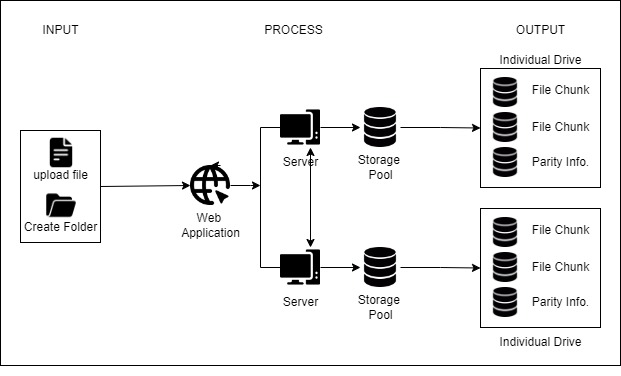 INPUT
PROCESS
OUTPUT
Individual Drive
File Chunk
File Chunk
Parity Info.
upload file
Create Folder
Web
Application
Server
Storage
Pool
Server
Storage
Pool
File Chunk
File Chunk
Parity Info.
Individual Drive